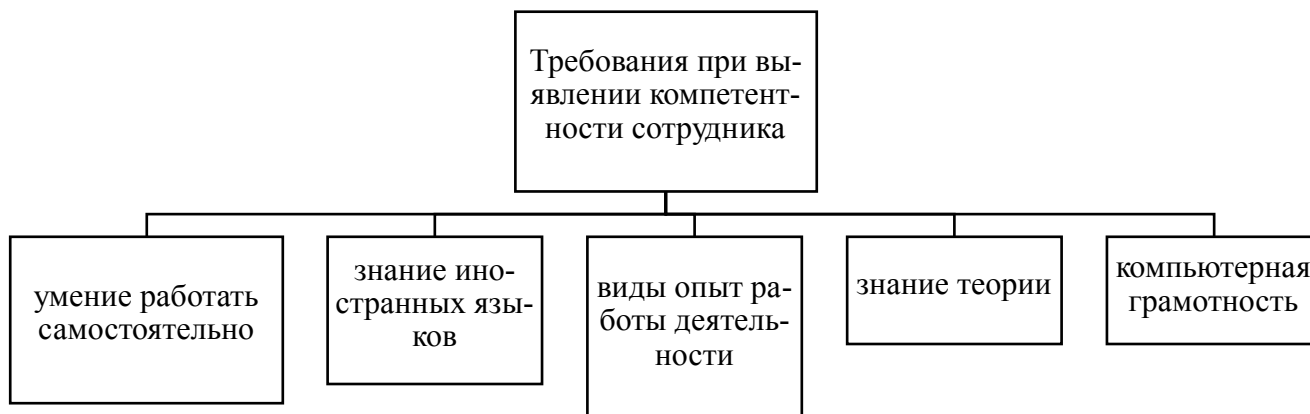 Требования при вы-
явлении компетент-
ности сотрудника
умение работать
самостоятельно
знание ино-
странных язы-
ков
виды опыт ра-
боты деятель-
ности
знание теории
компьютерная
грамотность